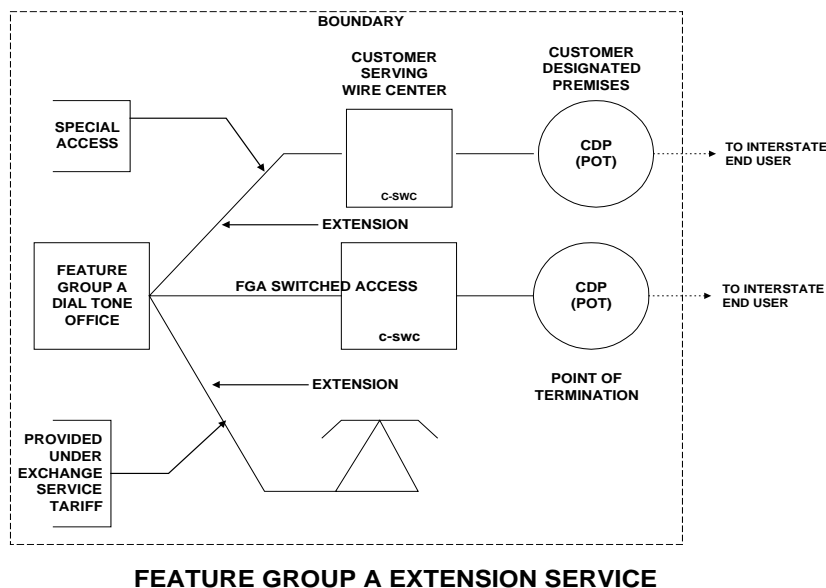 BOUNDARY
CUSTOMER
SERVING
WIRE CENTER
CUSTOMER
DESIGNATED
PREMISES
SPECIAL
ACCESS
CDP
(POT)
TO INTERSTATE
END USER
C-SWC
EXTENSION
FEATURE
GROUP A
DIAL TONE
OFFICE
FGA SWITCHED ACCESS
CDP
(POT)
TO INTERSTATE
END USER
C-SWC
EXTENSION
POINT OF
TERMINATION
PROVIDED
UNDER
EXCHANGE
SERVICE
TARIFF
FEATURE GROUP A EXTENSION SERVICE